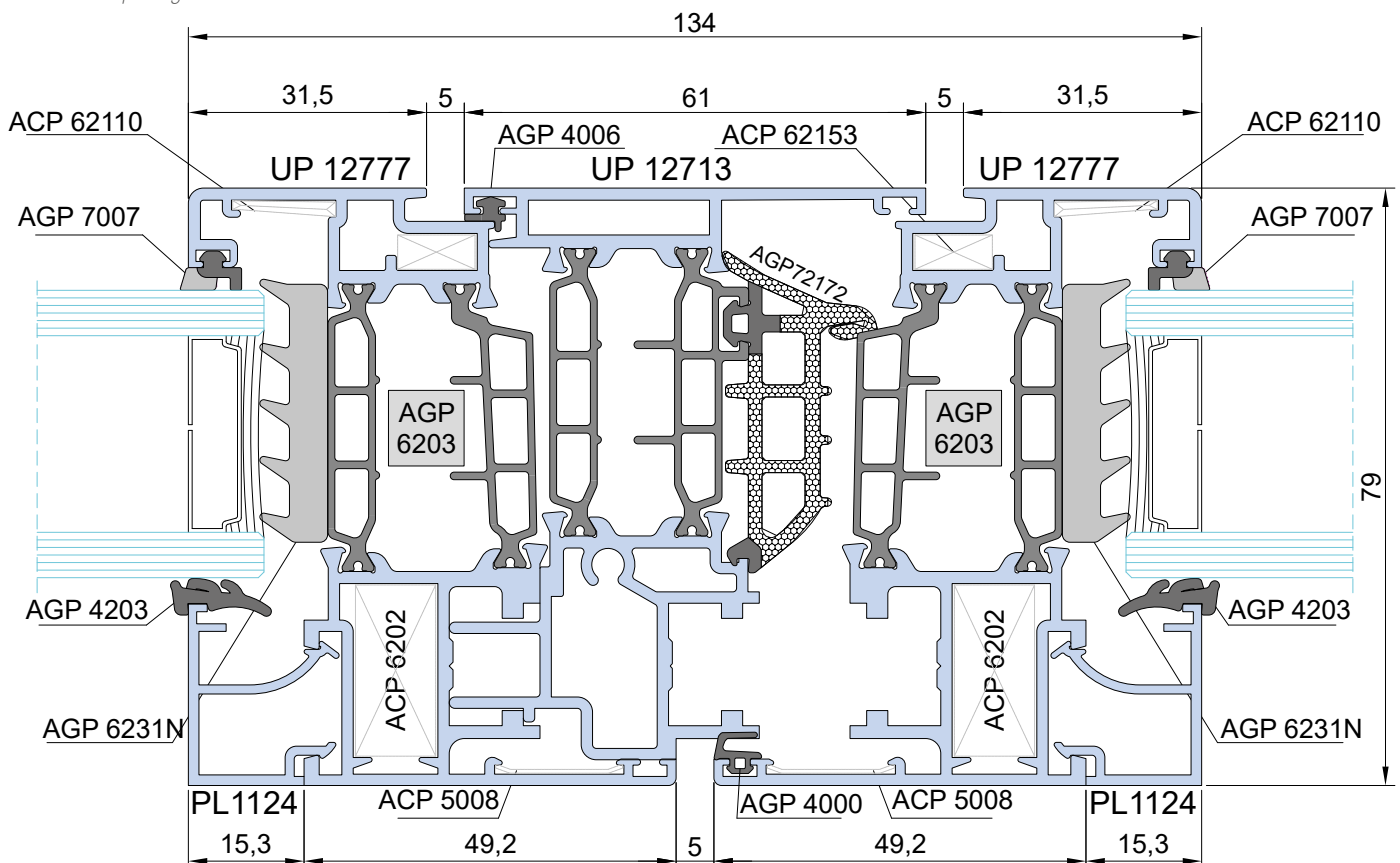 134
31,5
5
61
5
31,5
ACP 62110
AGP 4006
ACP 62153
ACP 62110
UP 12777
UP 12713
UP 12777
AGP 7007
AGP 7007
AGP72172
AGP
6203
AGP
6203
79
AGP 4203
AGP 4203
ACP 6202
ACP 6202
AGP 6231N
AGP 6231N
PL1124
ACP 5008
AGP 4000
ACP 5008
PL1124
15,3
49,2
5
49,2
15,3